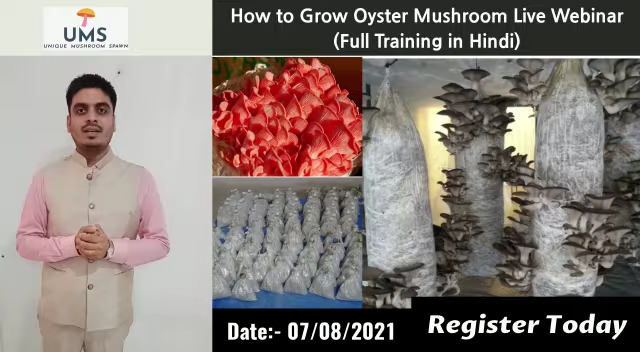 UMS
UNIQUE MUSHROOM SPAWN
How to Grow Oyster Mushroom Live Webinar
(Full Training in Hindi)
Date:- 07/08/2021
Register Today